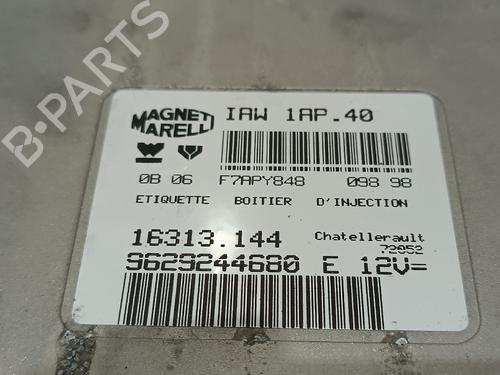 B-PARTS
MAGNETI MARELLI
IAW 1AP.40
0B 06 F7APY848 098 98
ETIQUETTE BOITIER D'INJECTION
16313.144 Chatellerault
72052
9629244680 E 12V=